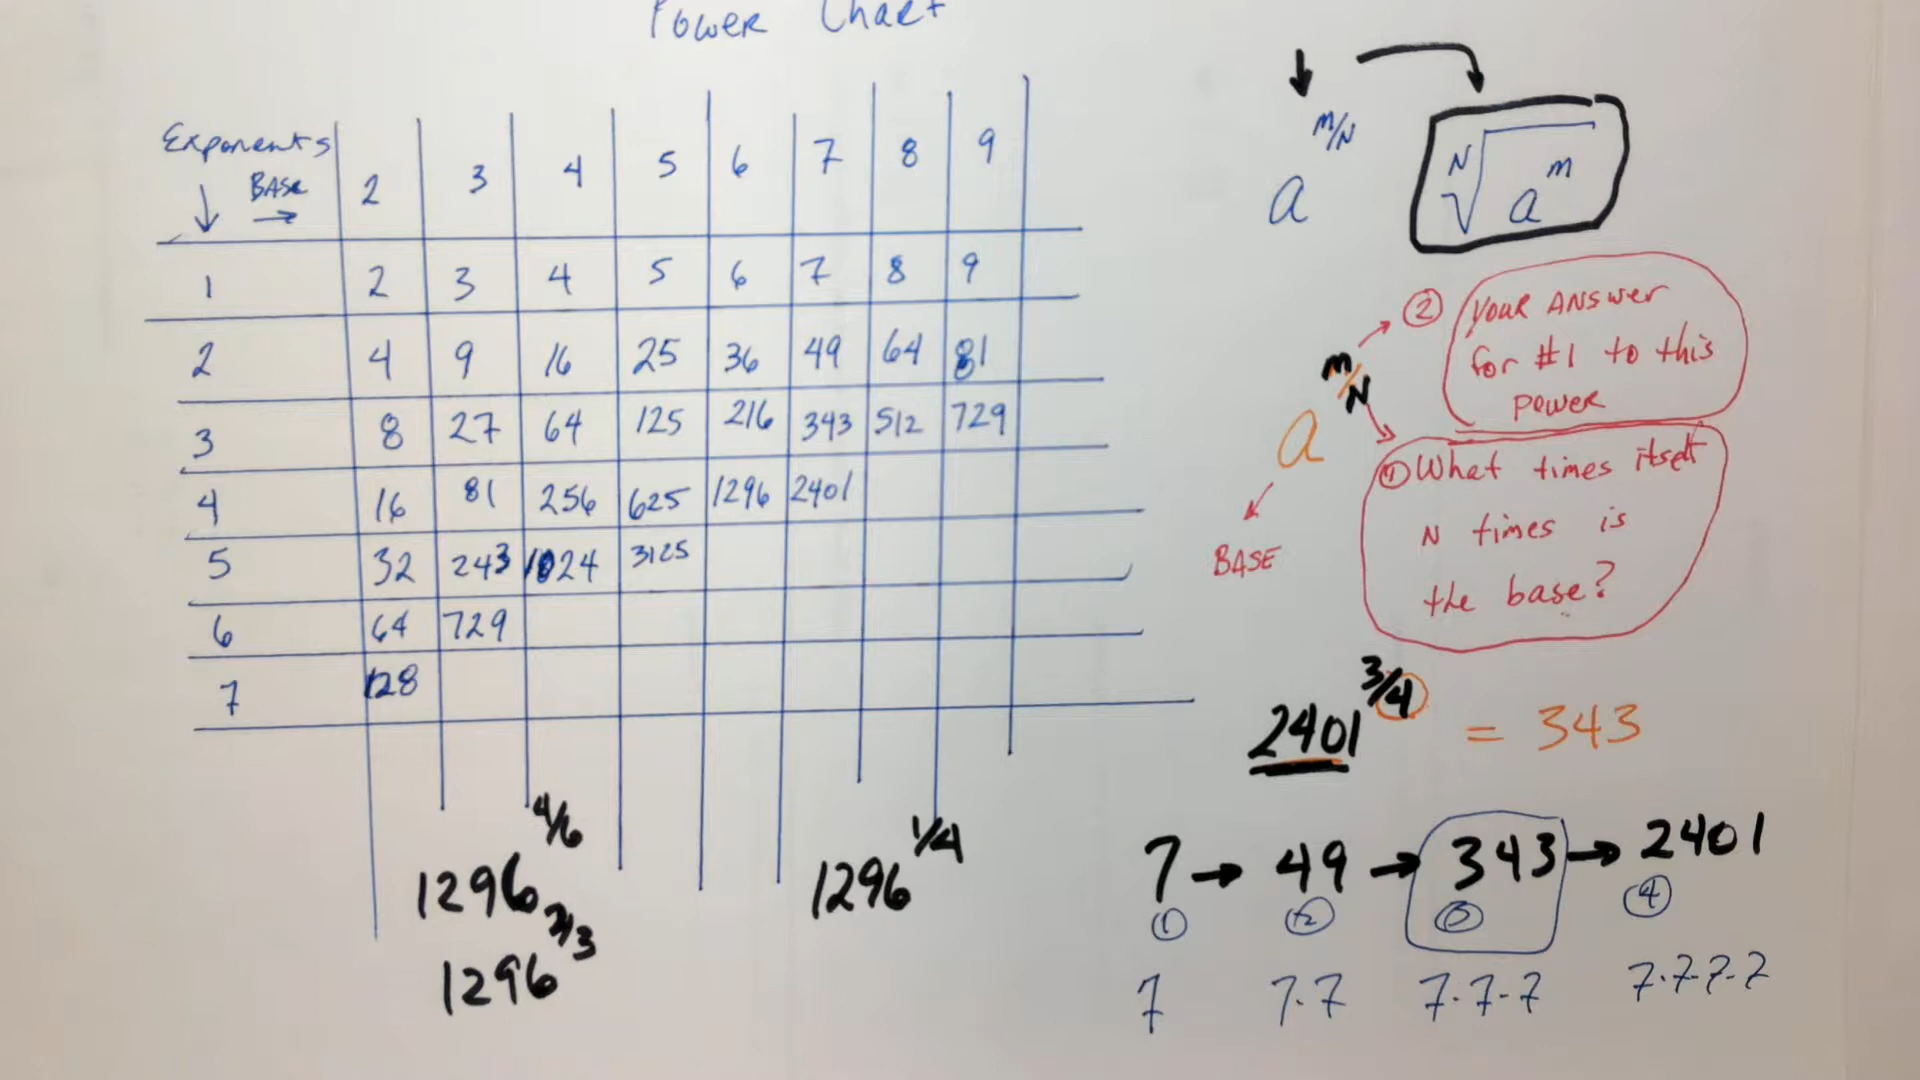 Power Chart
Exponents
BASE
2 3 4 5 6 7 8 9
1 2 3 4 5 6 7 8 9
2 4 9 16 25 36 49 64 81
3 8 27 64 125 216 343 512 729
4 16 81 256 625 1296 2401
5 32 243 1024 3125
6 64 729
7 128
1296^4/6
1296^2/3
1296^1/4
a^m/N
N√a^m
② Your Answer
for #1 to this
power
a^m/N
BASE
① What times itself
N times is
the base?
2401^3/4 = 343
7 → 49 → 343 → 2401
① ② ③ ④
7 7·7 7·7·7 7·7·7·7